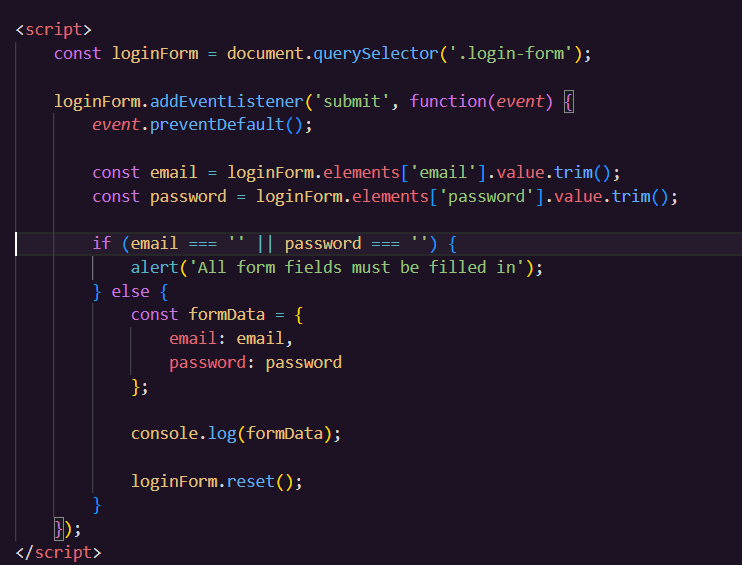 <script>
    const loginForm = document.querySelector('.login-form');

    loginForm.addEventListener('submit', function(event) {
        event.preventDefault();

        const email = loginForm.elements['email'].value.trim();
        const password = loginForm.elements['password'].value.trim();

        if (email === '' || password === '') {
            alert('All form fields must be filled in');
        } else {
            const formData = {
                email: email,
                password: password
            };

            console.log(formData);

            loginForm.reset();
        }
    });
</script>